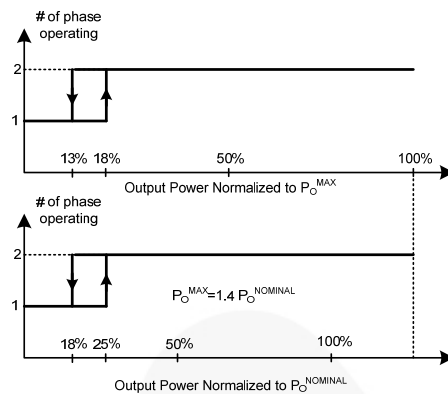 # of phase
operating
2
1
13% 18% 50% 100%
Output Power Normalized to P_O^MAX
# of phase
operating
2
1
P_O^MAX=1.4 P_O^NOMINAL
18% 25% 50% 100%
Output Power Normalized to P_O^NOMINAL